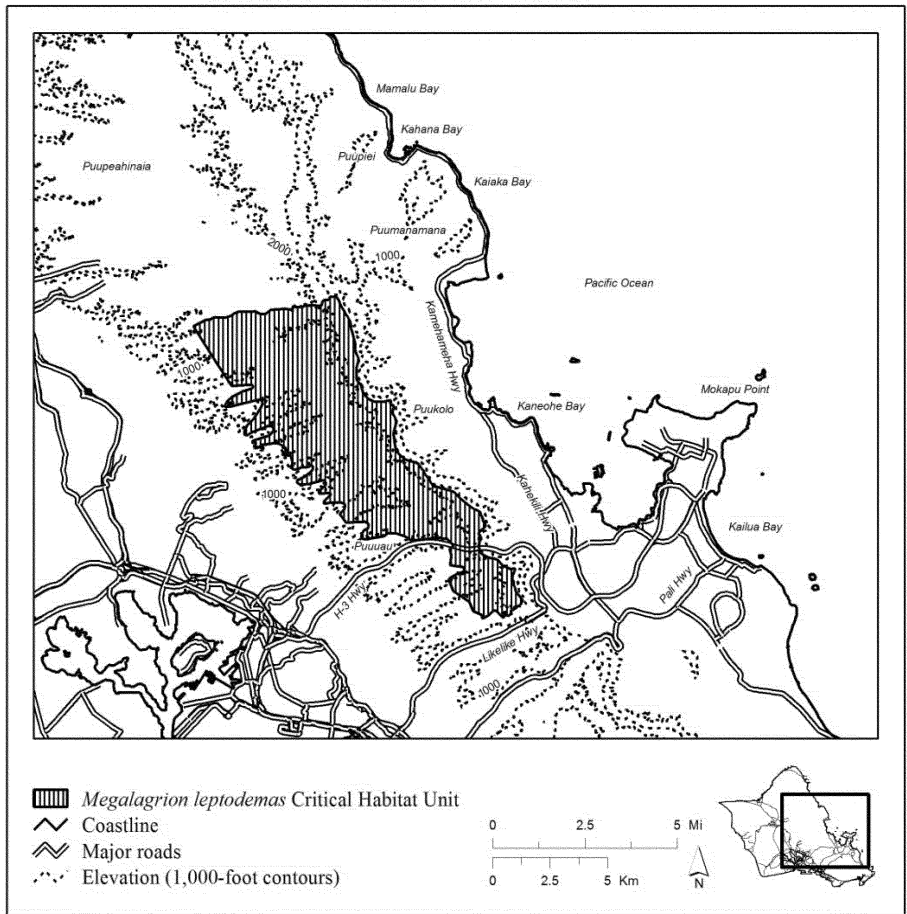 Mamalu Bay
Kahana Bay
Puupiei
Puupeahinaia
Kaiaka Bay
Puumanamana
2000
1000
Pacific Ocean
Kamehameha Hwy
1000
Mokapu Point
Puukolo
Kaneohe Bay
1000
Kahekili Hwy
Kailua Bay
Puuuau
H-3 Hwy
Pali Hwy
Likelike Hwy
1000
Megalagrion leptodemas Critical Habitat Unit
Coastline
Major roads
Elevation (1,000-foot contours)
0 2.5 5 Mi
0 2.5 5 Km
N